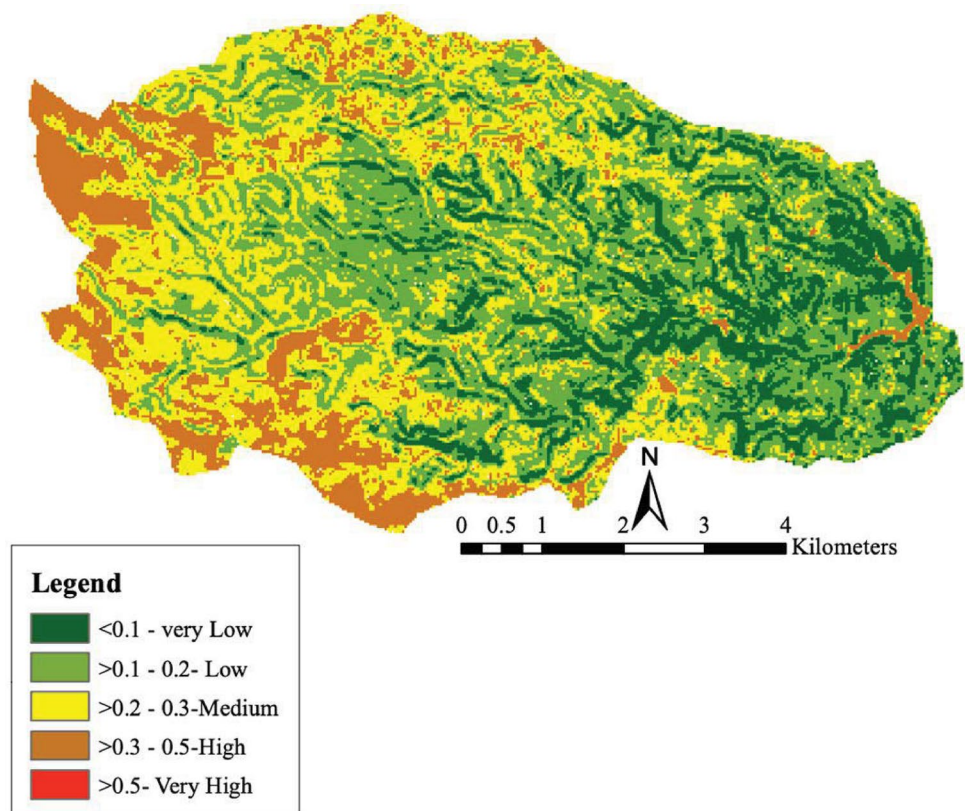 N
0 0.5 1 2 3 4
Kilometers
Legend
<0.1 - very Low
>0.1 - 0.2- Low
>0.2 - 0.3-Medium
>0.3 - 0.5-High
>0.5- Very High